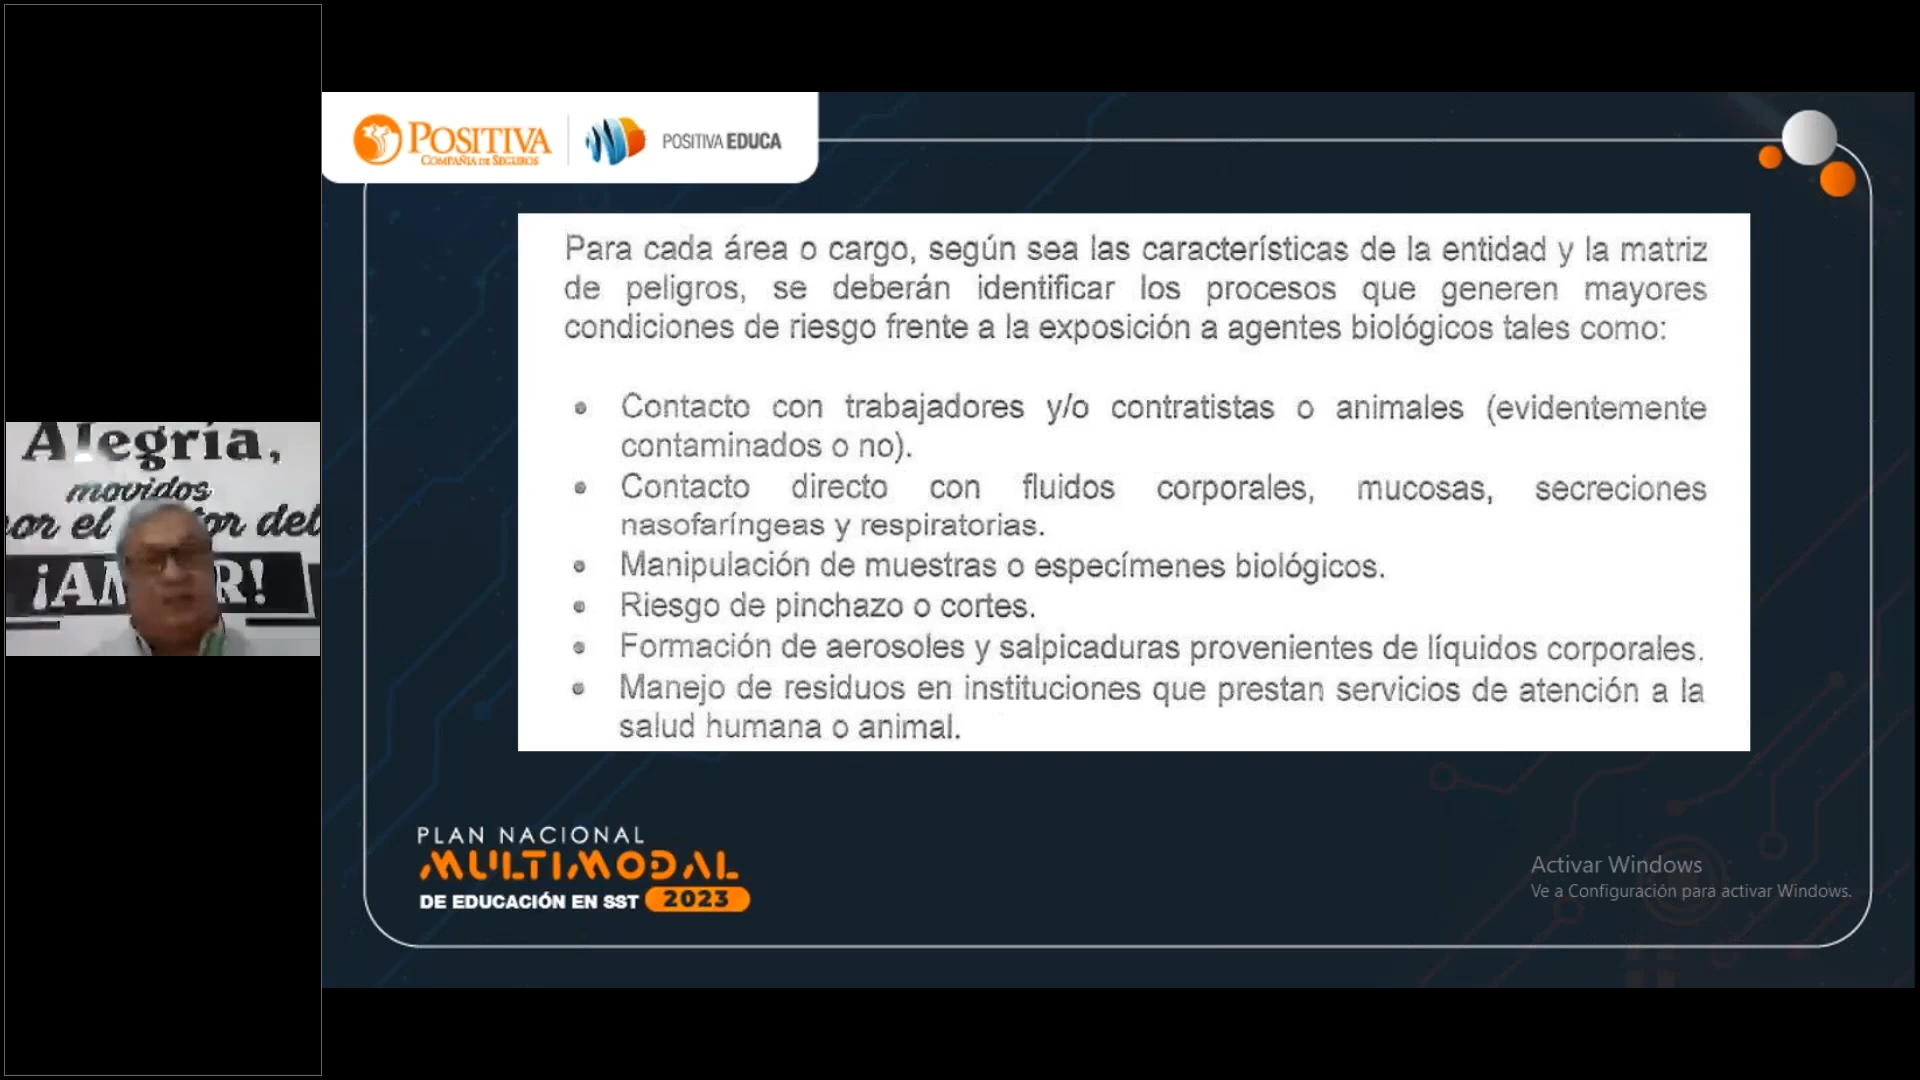 POSITIVA
COMPAÑIA DE SEGUROS
POSITIVA EDUCA
Para cada área o cargo, según sea las características de la entidad y la matriz
de peligros, se deberán identificar los procesos que generen mayores
condiciones de riesgo frente a la exposición a agentes biológicos tales como:
• Contacto con trabajadores y/o contratistas o animales (evidentemente
contaminados o no).
• Contacto directo con fluidos corporales, mucosas, secreciones
nasofaríngeas y respiratorias.
• Manipulación de muestras o especímenes biológicos.
• Riesgo de pinchazo o cortes.
• Formación de aerosoles y salpicaduras provenientes de líquidos corporales.
• Manejo de residuos en instituciones que prestan servicios de atención a la
salud humana o animal.
Alegría,
movidos
por el del
PLAN NACIONAL
MULTIMODAL
DE EDUCACIÓN EN SST 2023
Activar Windows
Ve a Configuración para activar Windows.